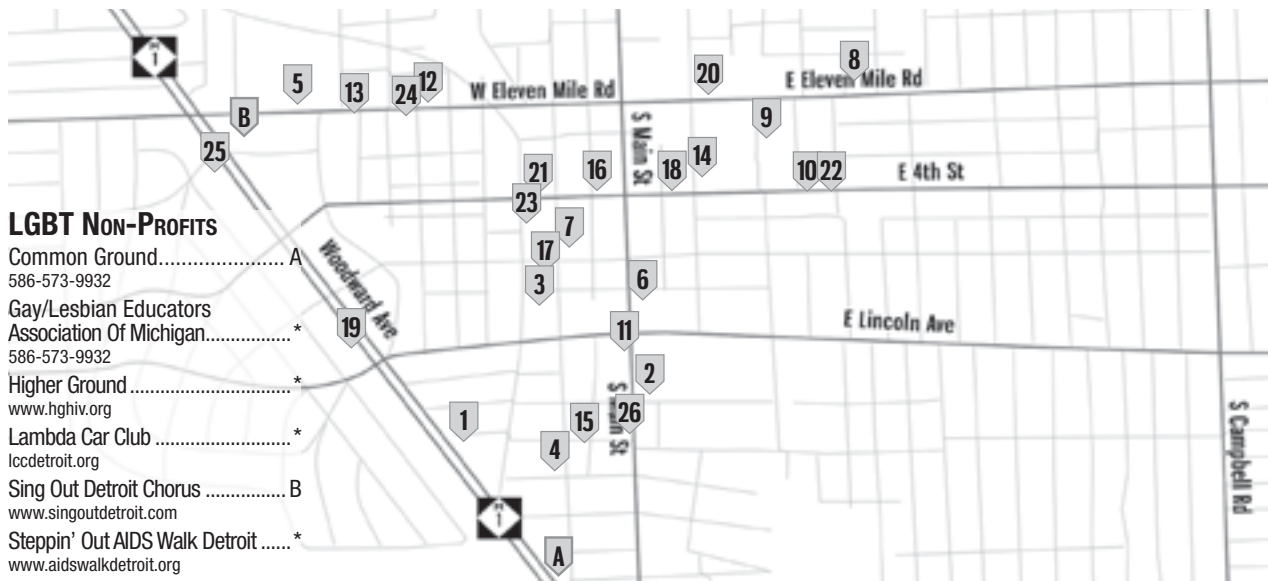 M
1
8
20
5
12
13
24
W Eleven Mile Rd
E Eleven Mile Rd
B
9
S Main St
25
21
16
18
14
10
22
E 4th St
23
LGBT NON-PROFITS
Common Ground...................... A
586-573-9932
Gay/Lesbian Educators
Association Of Michigan.................*
586-573-9932
Higher Ground ................................*
www.hghiv.org
Lambda Car Club ...........................*
lccdetroit.org
Sing Out Detroit Chorus ................ B
www.singoutdetroit.com
Steppin' Out AIDS Walk Detroit ......*
www.aidswalkdetroit.org
7
17
Woodward Ave
3
6
19
11
E Lincoln Ave
2
S Main St
26
1
15
4
S Campbell Rd
M
1
A